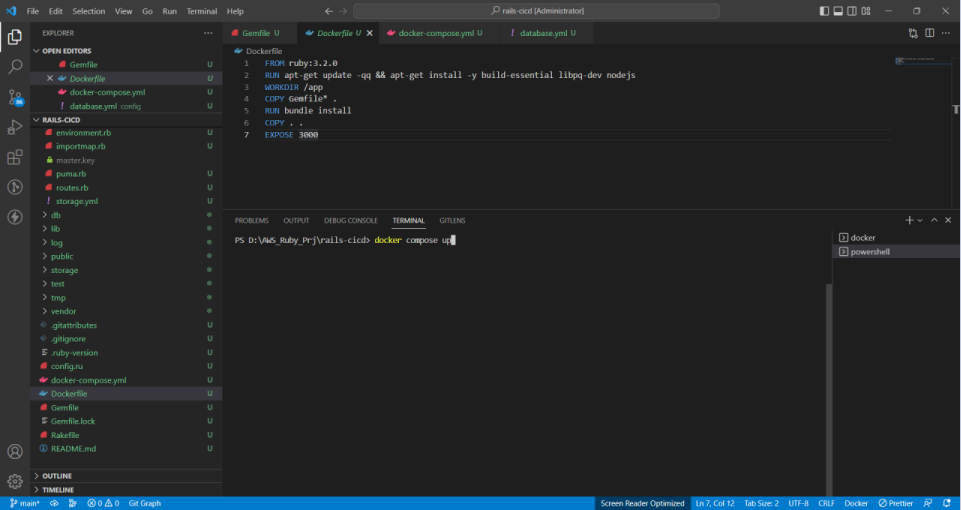 File Edit Selection View Go Run Terminal Help
rails-cicd [Administrator]
EXPLORER
OPEN EDITORS
Gemfile U
Dockerfile U
docker-compose.yml U
database.yml config U
RAILS-CICD
environment.rb U
importmap.rb U
master.key
puma.rb U
routes.rb U
storage.yml U
db
lib
log
public
storage
test
tmp
vendor
.gitattributes U
.gitignore U
.ruby-version U
config.ru U
docker-compose.yml U
Dockerfile U
Gemfile U
Gemfile.lock U
Rakefile U
README.md U
OUTLINE
TIMELINE
Gemfile U Dockerfile U docker-compose.yml U database.yml U
Dockerfile
1 FROM ruby:3.2.0
2 RUN apt-get update -qq && apt-get install -y build-essential libpq-dev nodejs
3 WORKDIR /app
4 COPY Gemfile* .
5 RUN bundle install
6 COPY . .
7 EXPOSE 3000
PROBLEMS OUTPUT DEBUG CONSOLE TERMINAL GITLENS
PS D:\AWS_Ruby_Prj\rails-cicd> docker compose up
docker
powershell
main* 0 0 Git Graph
Screen Reader Optimized Ln 7, Col 12 Tab Size: 2 UTF-8 CRLF Docker Prettier